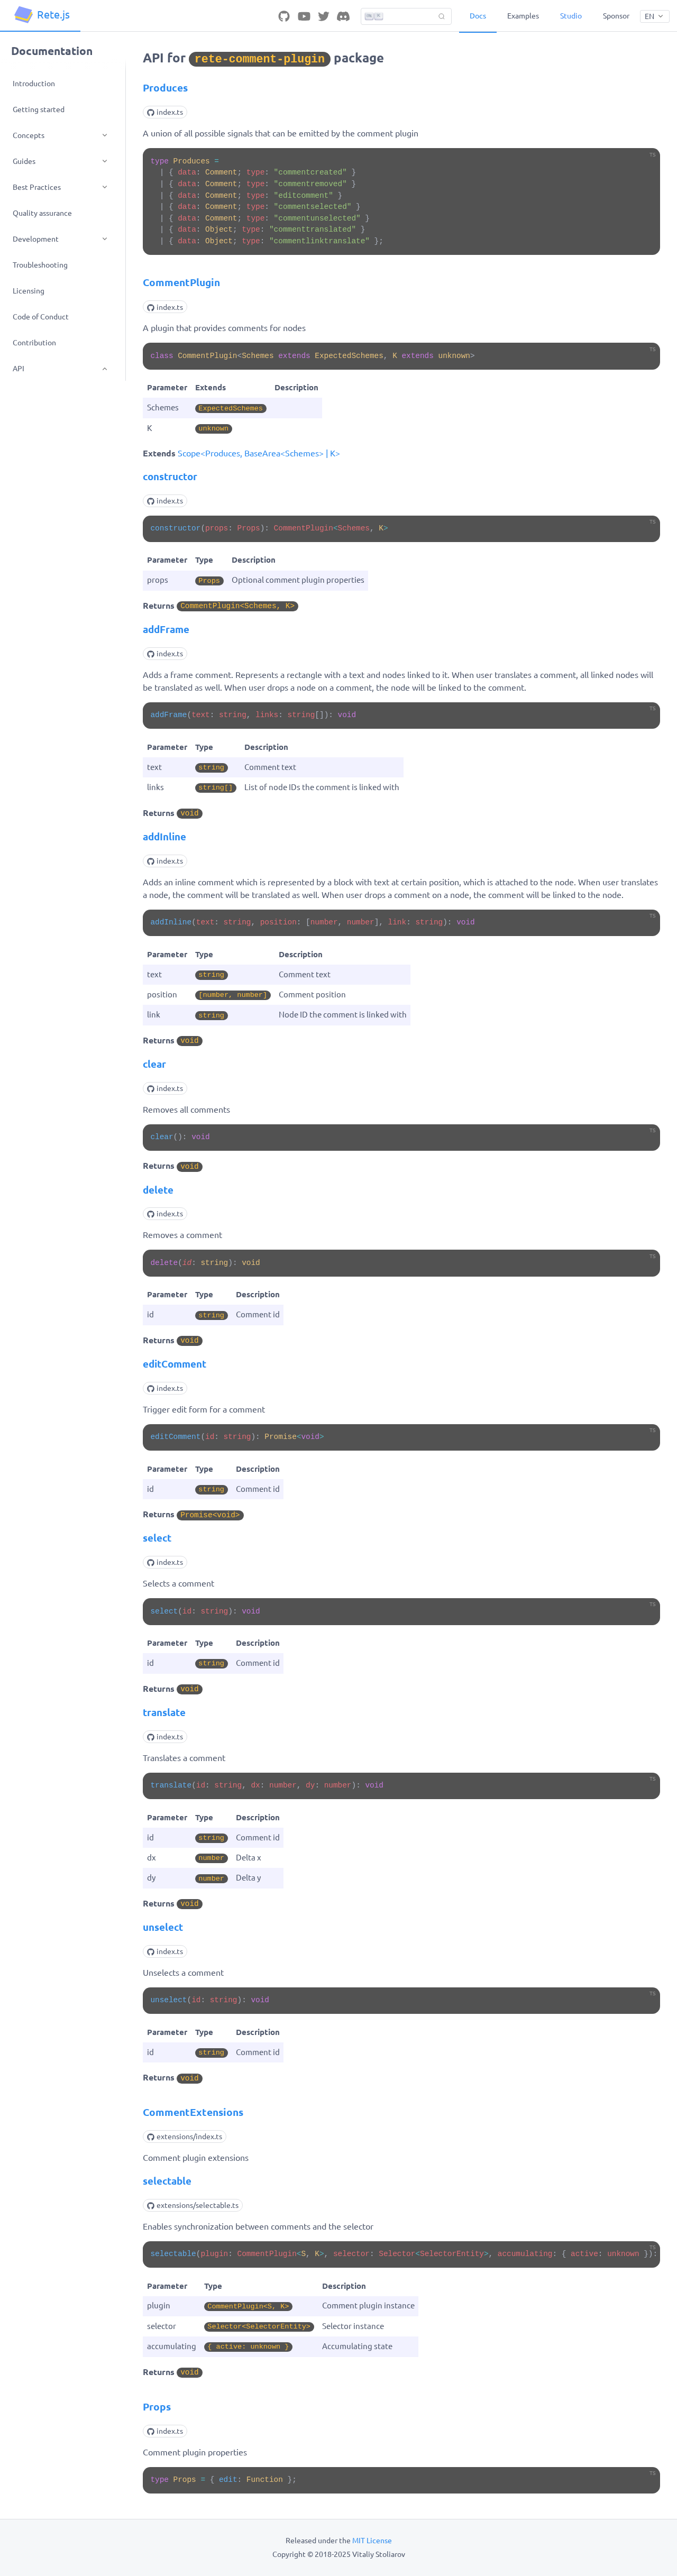 Rete.js
Docs
Examples
Studio
Sponsor
EN
Documentation
Introduction
Getting started
Concepts
Guides
Best Practices
Quality assurance
Development
Troubleshooting
Licensing
Code of Conduct
Contribution
API
API for rete-comment-plugin package
Produces
index.ts
A union of all possible signals that can be emitted by the comment plugin
TS
type Produces =
| { data: Comment; type: "commentcreated" }
| { data: Comment; type: "commentremoved" }
| { data: Comment; type: "editcomment" }
| { data: Comment; type: "commentselected" }
| { data: Comment; type: "commentunselected" }
| { data: Object; type: "commenttranslated" }
| { data: Object; type: "commentlinktranslate" };
CommentPlugin
index.ts
A plugin that provides comments for nodes
TS
class CommentPlugin<Schemes extends ExpectedSchemes, K extends unknown>
Parameter Extends Description
Schemes ExpectedSchemes
K unknown
Extends Scope<Produces, BaseArea<Schemes> | K>
constructor
index.ts
TS
constructor(props: Props): CommentPlugin<Schemes, K>
Parameter Type Description
props Props Optional comment plugin properties
Returns CommentPlugin<Schemes, K>
addFrame
index.ts
Adds a frame comment. Represents a rectangle with a text and nodes linked to it. When user translates a comment, all linked nodes will
be translated as well. When user drops a node on a comment, the node will be linked to the comment.
TS
addFrame(text: string, links: string[]): void
Parameter Type Description
text string Comment text
links string[] List of node IDs the comment is linked with
Returns void
addInline
index.ts
Adds an inline comment which is represented by a block with text at certain position, which is attached to the node. When user translates
a node, the comment will be translated as well. When user drops a comment on a node, the comment will be linked to the node.
TS
addInline(text: string, position: [number, number], link: string): void
Parameter Type Description
text string Comment text
position [number, number] Comment position
link string Node ID the comment is linked with
Returns void
clear
index.ts
Removes all comments
TS
clear(): void
Returns void
delete
index.ts
Removes a comment
TS
delete(id: string): void
Parameter Type Description
id string Comment id
Returns void
editComment
index.ts
Trigger edit form for a comment
TS
editComment(id: string): Promise<void>
Parameter Type Description
id string Comment id
Returns Promise<void>
select
index.ts
Selects a comment
TS
select(id: string): void
Parameter Type Description
id string Comment id
Returns void
translate
index.ts
Translates a comment
TS
translate(id: string, dx: number, dy: number): void
Parameter Type Description
id string Comment id
dx number Delta x
dy number Delta y
Returns void
unselect
index.ts
Unselects a comment
TS
unselect(id: string): void
Parameter Type Description
id string Comment id
Returns void
CommentExtensions
extensions/index.ts
Comment plugin extensions
selectable
extensions/selectable.ts
Enables synchronization between comments and the selector
TS
selectable(plugin: CommentPlugin<S, K>, selector: Selector<SelectorEntity>, accumulating: { active: unknown }):
Parameter Type Description
plugin CommentPlugin<S, K> Comment plugin instance
selector Selector<SelectorEntity> Selector instance
accumulating { active: unknown } Accumulating state
Returns void
Props
index.ts
Comment plugin properties
TS
type Props = { edit: Function };
Released under the MIT License
Copyright © 2018-2025 Vitaliy Stoliarov